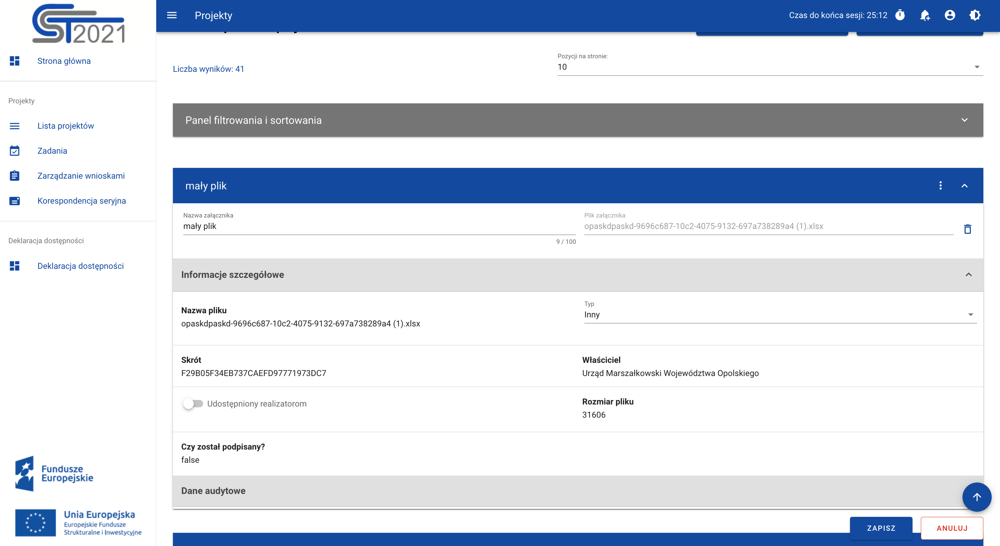 CST2021
Projekty
Czas do końca sesji: 25:12
Strona główna
Projekty
Lista projektów
Zadania
Zarządzanie wnioskami
Korespondencja seryjna
Deklaracja dostępności
Deklaracja dostępności
Fundusze
Europejskie
Unia Europejska
Europejskie Fundusze
Strukturalne i Inwestycyjne
Liczba wyników: 41
Pozycji na stronie:
10
Panel filtrowania i sortowania
mały plik
Nazwa załącznika
mały plik
9 / 100
Plik załącznika
opaskdpaskd-9696c687-10c2-4075-9132-697a738289a4 (1).xlsx
Informacje szczegółowe
Nazwa pliku
opaskdpaskd-9696c687-10c2-4075-9132-697a738289a4 (1).xlsx
Typ
Inny
Skrót
F29B05F34EB737CAEFD97771973DC7
Właściciel
Urząd Marszałkowski Województwa Opolskiego
Udostępniony realizatorom
Rozmiar pliku
31606
Czy został podpisany?
false
Dane audytowe
ZAPISZ
ANULUJ